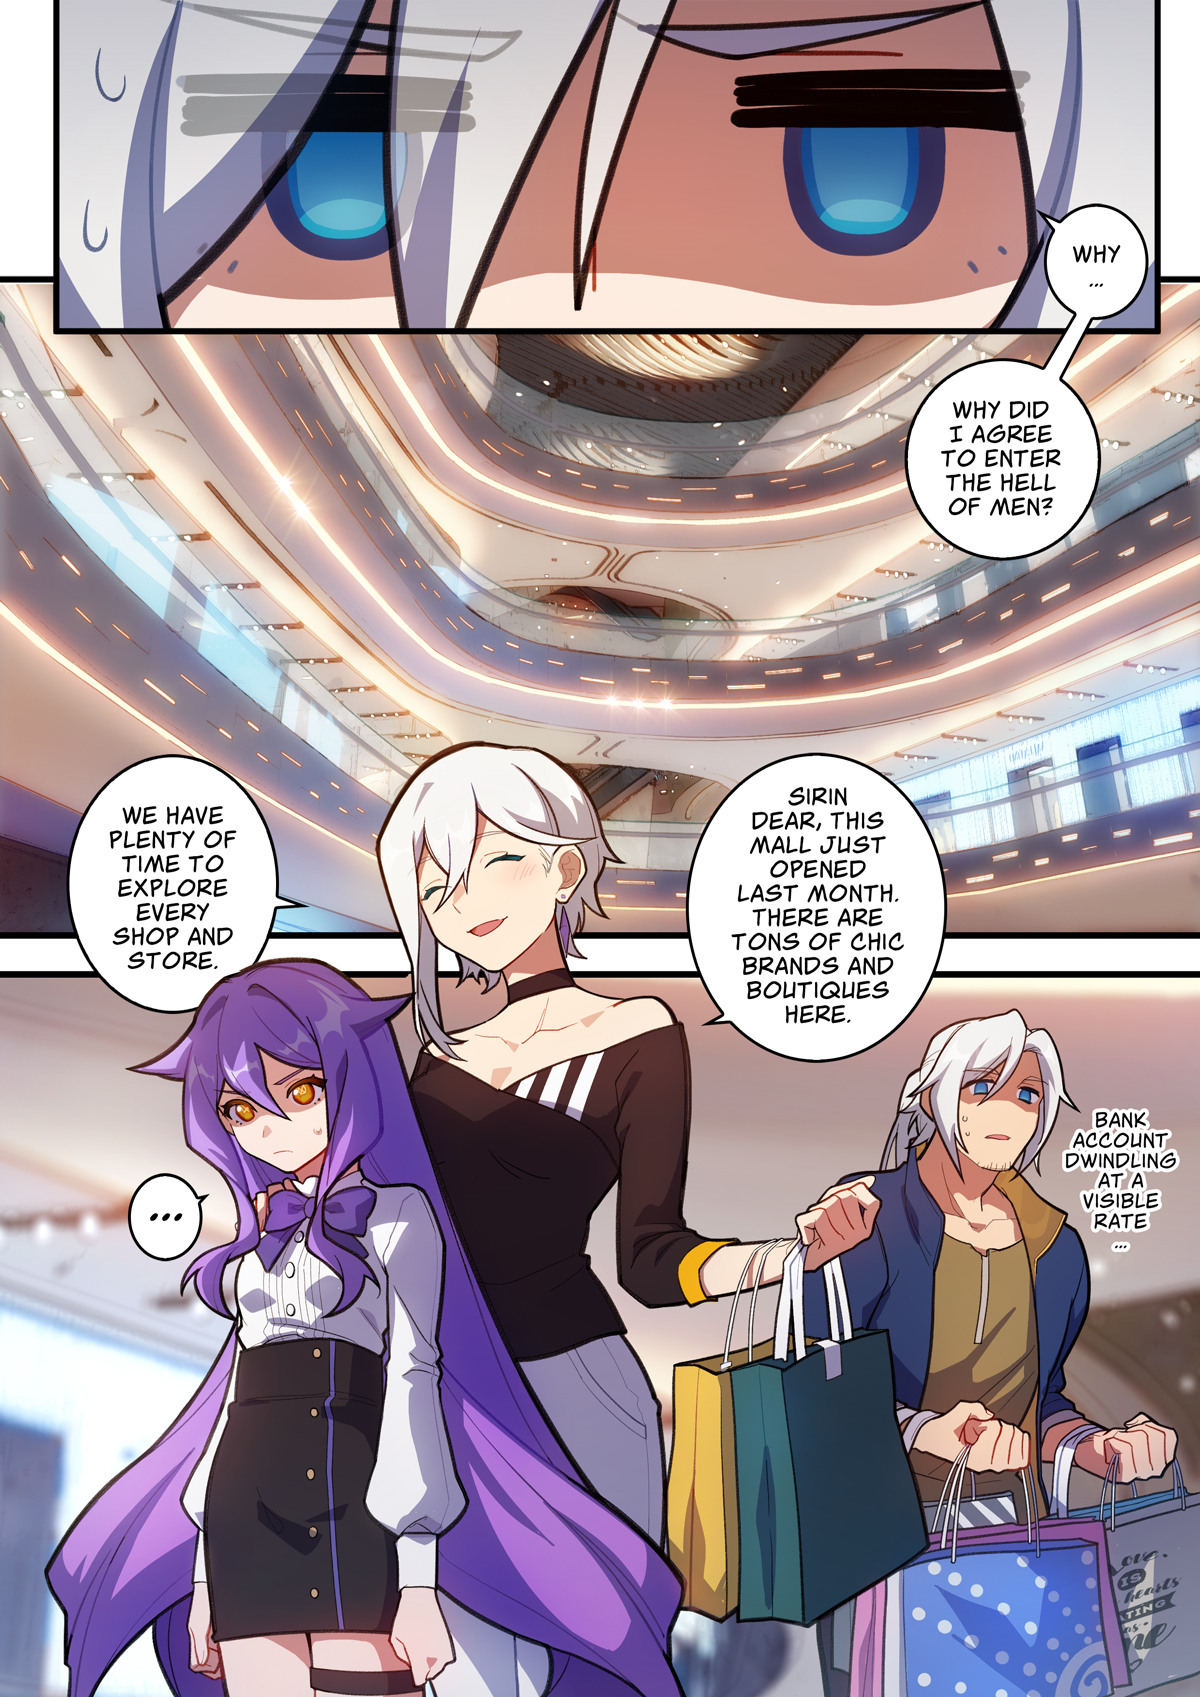 WHY
...
WHY DID
I AGREE
TO ENTER
THE HELL
OF MEN?
SIRIN
DEAR, THIS
MALL JUST
OPENED
LAST MONTH.
THERE ARE
TONS OF CHIC
BRANDS AND
BOUTIQUES
HERE.
WE HAVE
PLENTY OF
TIME TO
EXPLORE
EVERY
SHOP AND
STORE.
...
BANK
ACCOUNT
DWINDLING
AT A
VISIBLE
RATE
...
IS
hearts